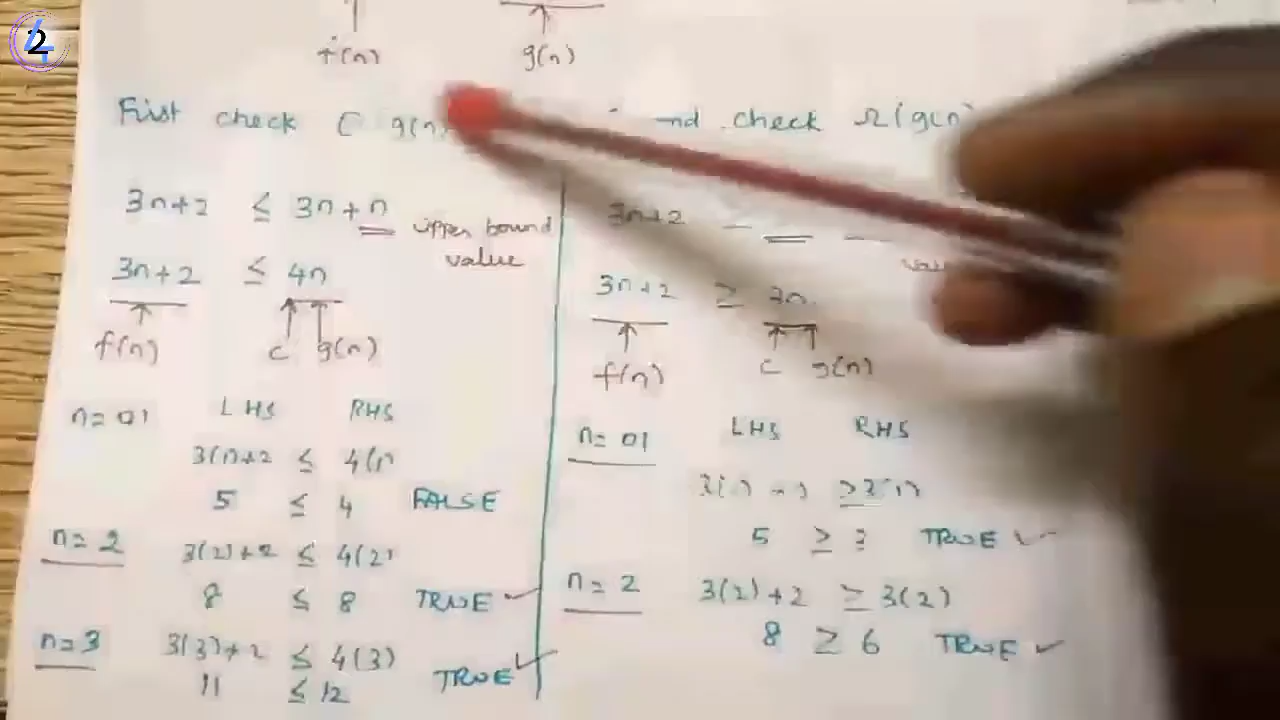 f(n) g(n)
First check g(n)
check Ω(g(n)
3n+2 ≤ 3n+n upper bound
value
3n+2 ≤ 4n
f(n) C g(n)
n=01 LHS RHS
3(1)+2 ≤ 4(1
5 ≤ 4 FALSE
n=2 3(2)+2 ≤ 4(2)
8 ≤ 8 TRUE ✓
n=3 3(3)+2 ≤ 4(3)
11 ≤ 12 TRUE ✓
3n+2
3n+2 ≥ 3n
f(n) C g(n)
n=01 LHS RHS
≥3(1)
5 ≥ 3 TRUE ✓
n=2 3(2)+2 ≥ 3(2)
8 ≥ 6 TRUE ✓